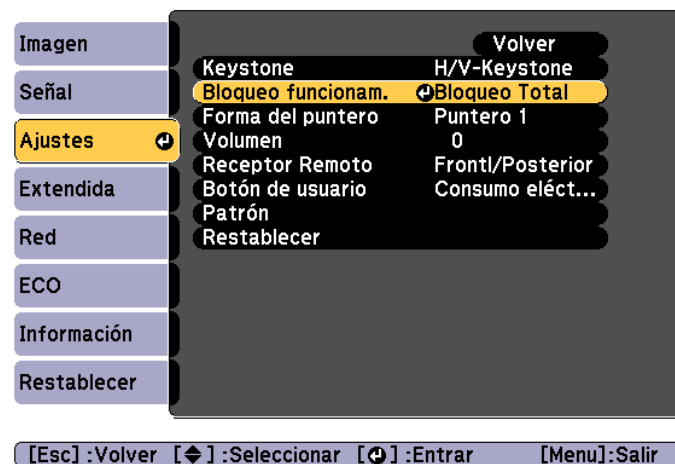 Imagen
Señal
Ajustes
Extendida
Red
ECO
Información
Restablecer
Volver
Keystone H/V-Keystone
Bloqueo funcionam. Bloqueo Total
Forma del puntero Puntero 1
Volumen 0
Receptor Remoto Frontl/Posterior
Botón de usuario Consumo eléct...
Patrón
Restablecer
[Esc] :Volver [◆] :Seleccionar [↵] :Entrar [Menu]:Salir